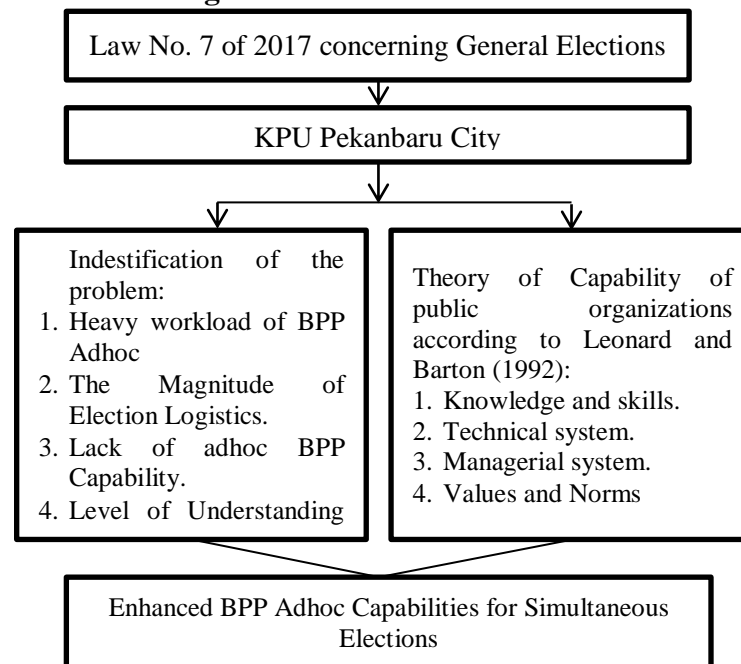 Law No. 7 of 2017 concerning General Elections
KPU Pekanbaru City
Indestification of the
problem:
1. Heavy workload of BPP
Adhoc
2. The Magnitude of
Election Logistics.
3. Lack of adhoc BPP
Capability.
4. Level of Understanding
Theory of Capability of
public organizations
according to Leonard and
Barton (1992):
1. Knowledge and skills.
2. Technical system.
3. Managerial system.
4. Values and Norms
Enhanced BPP Adhoc Capabilities for Simultaneous
Elections